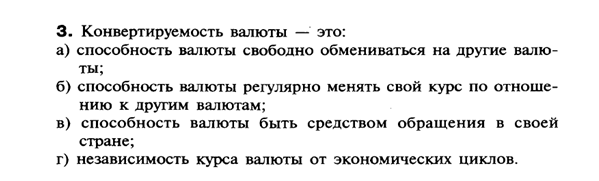 3. Конвертируемость валюты — это:
а) способность валюты свободно обмениваться на другие валю-
ты;
б) способность валюты регулярно менять свой курс по отноше-
нию к другим валютам;
в) способность валюты быть средством обращения в своей
стране;
г) независимость курса валюты от экономических циклов.